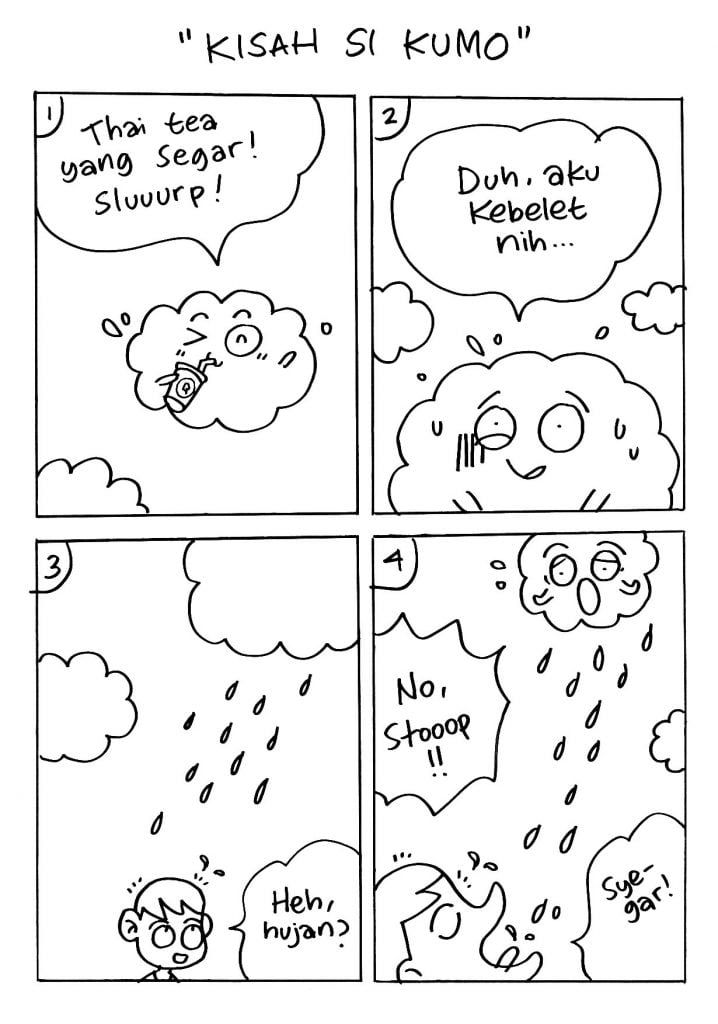 "KISAH SI KUMO"
1
Thai tea
yang segar!
Sluuurp!
2
Duh, aku
Kebelet
nih...
3
Heh,
hujan?
4
No,
Stooop
!!
Sye-
gar!